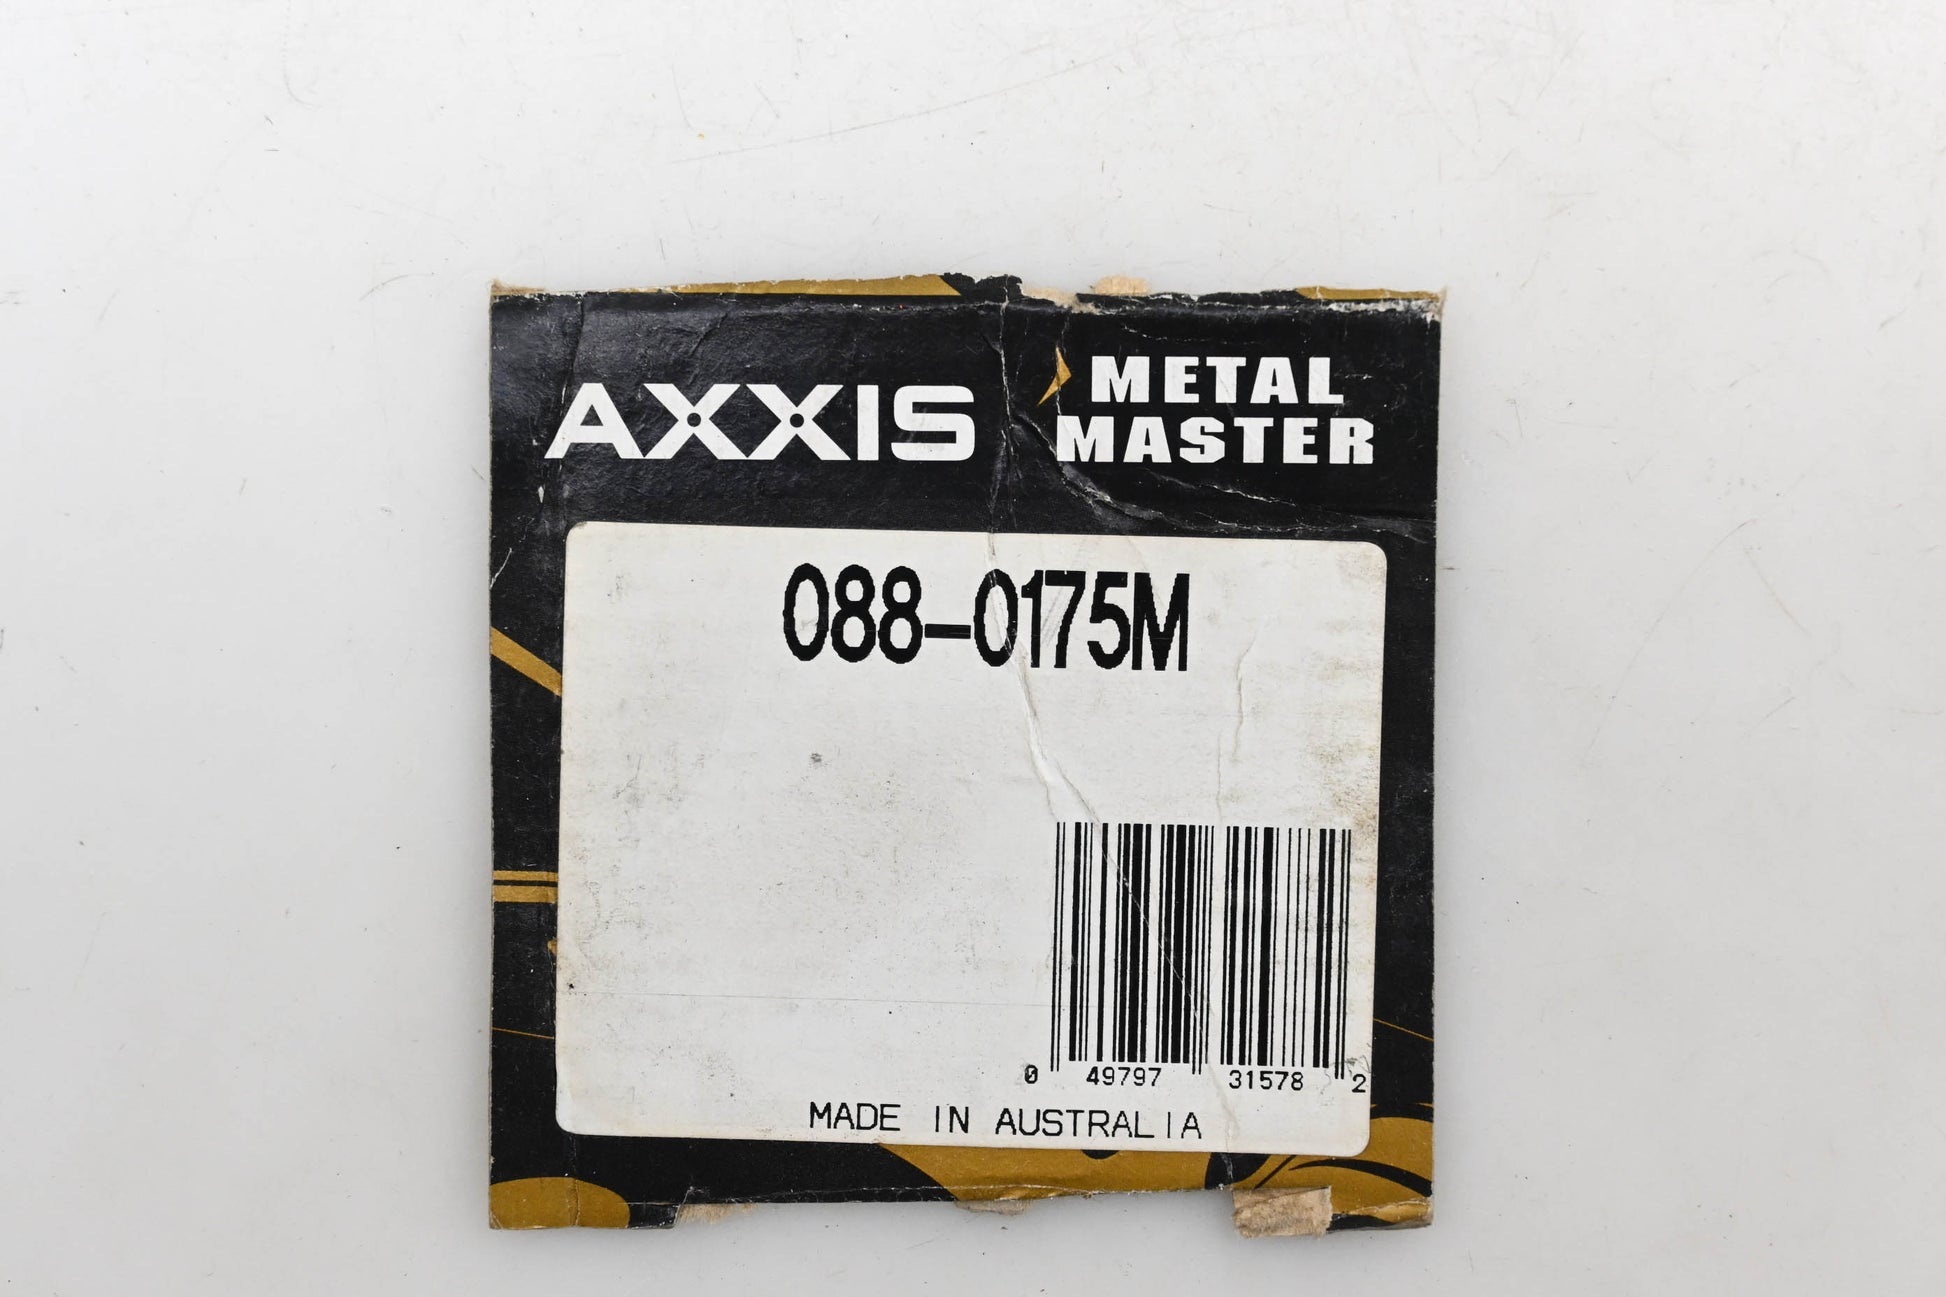 AXXIS
METAL
MASTER
088-0175M
0 49797 31578 2
MADE IN AUSTRALIA